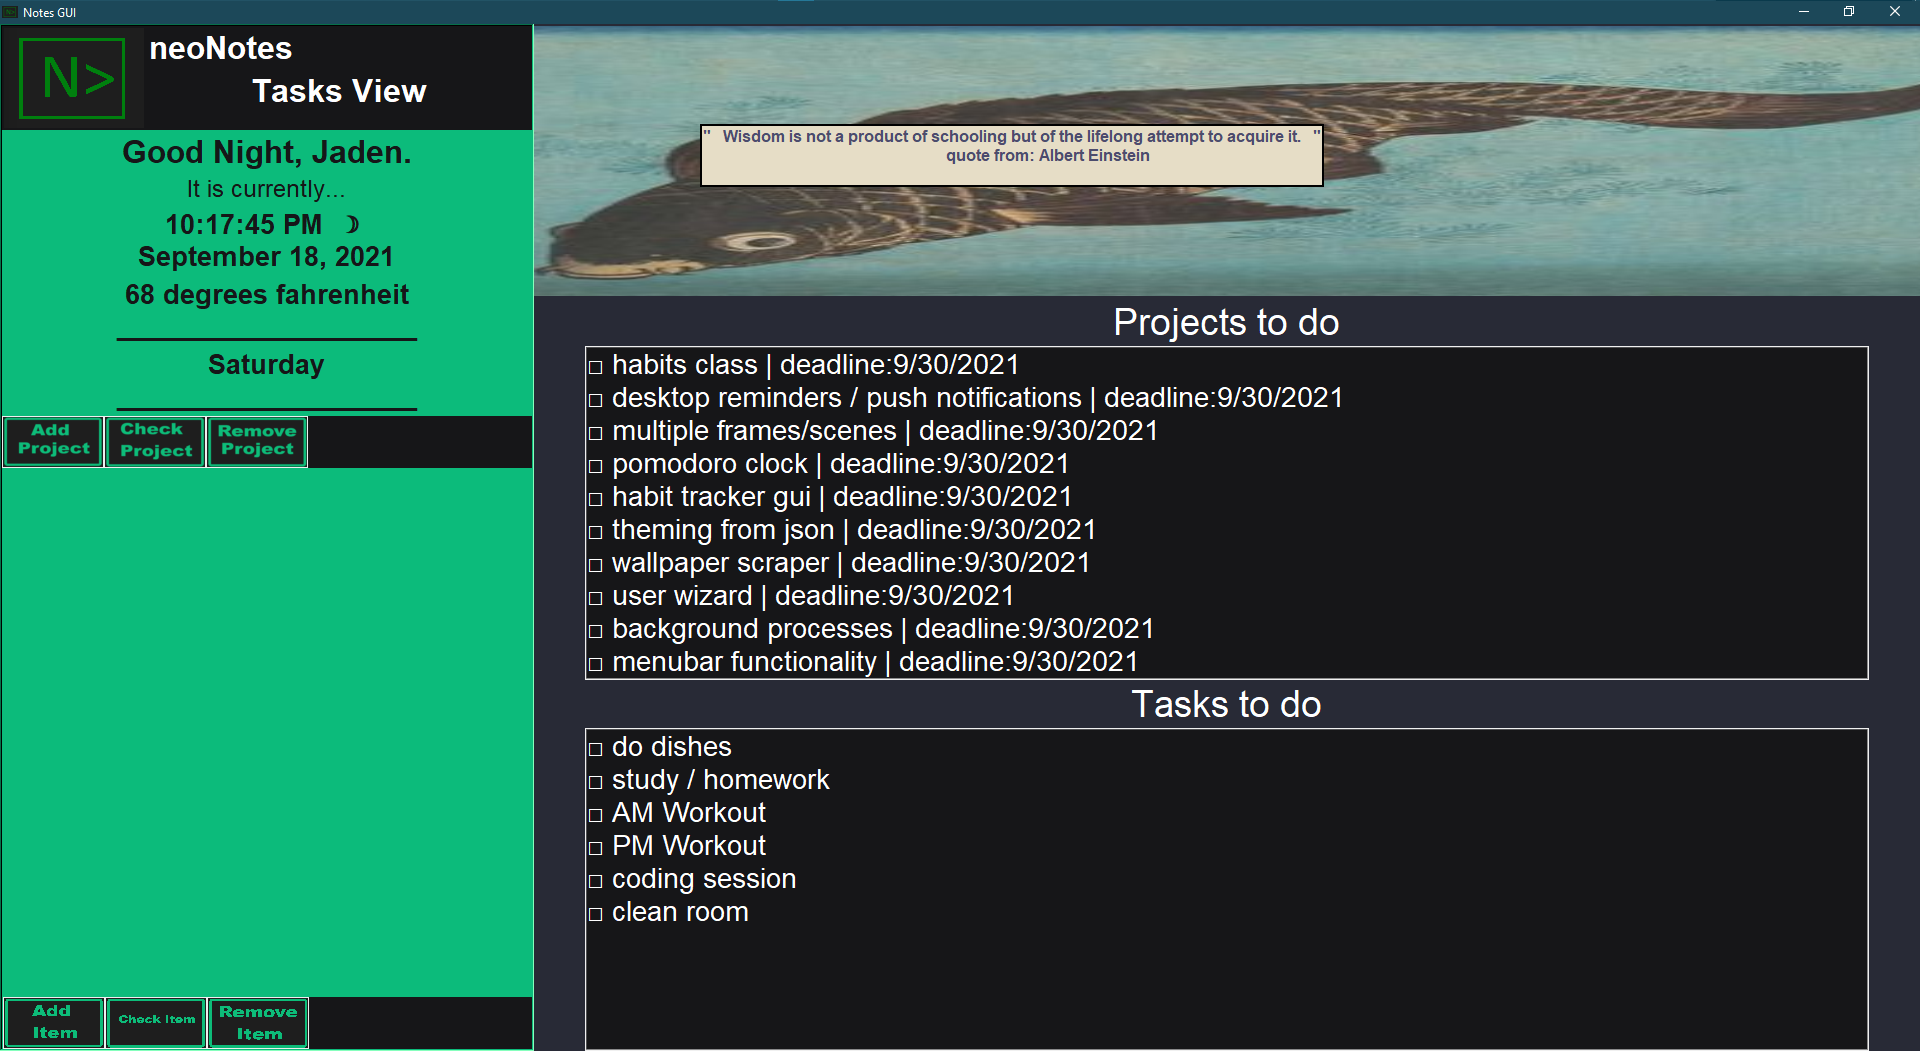 Notes GUI
N>
neoNotes
Tasks View
Good Night, Jaden.
It is currently...
10:17:45 PM ☽
September 18, 2021
68 degrees fahrenheit
Saturday
Add
Project
Check
Project
Remove
Project
Add
Item
Check Item
Remove
Item
" Wisdom is not a product of schooling but of the lifelong attempt to acquire it. "
quote from: Albert Einstein
Projects to do
□ habits class | deadline:9/30/2021
□ desktop reminders / push notifications | deadline:9/30/2021
□ multiple frames/scenes | deadline:9/30/2021
□ pomodoro clock | deadline:9/30/2021
□ habit tracker gui | deadline:9/30/2021
□ theming from json | deadline:9/30/2021
□ wallpaper scraper | deadline:9/30/2021
□ user wizard | deadline:9/30/2021
□ background processes | deadline:9/30/2021
□ menubar functionality | deadline:9/30/2021
Tasks to do
□ do dishes
□ study / homework
□ AM Workout
□ PM Workout
□ coding session
□ clean room